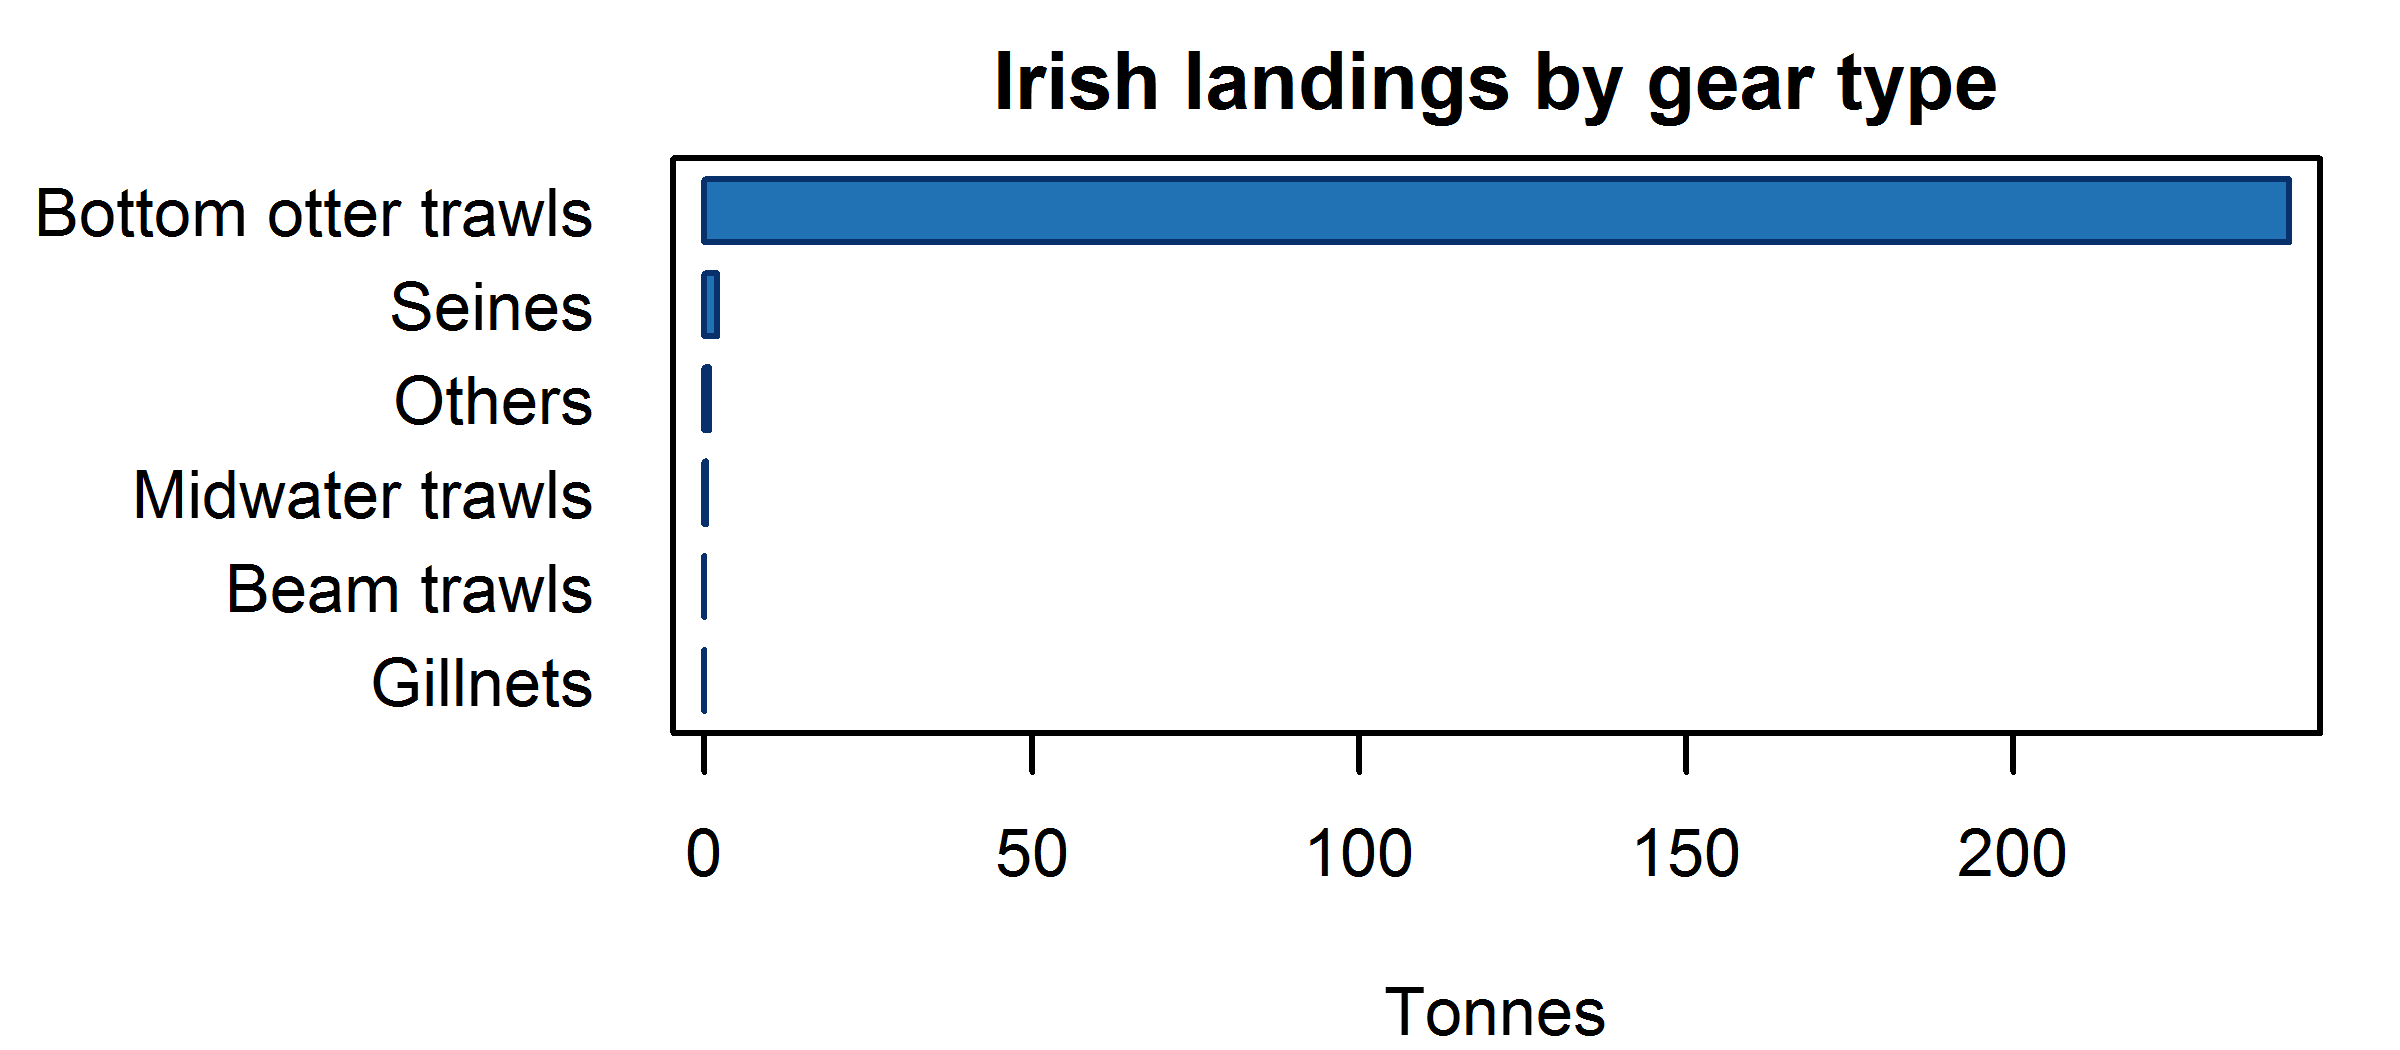 Irish landings by gear type
Bottom otter trawls
Seines
Others
Midwater trawls
Beam trawls
Gillnets
0 50 100 150 200
Tonnes